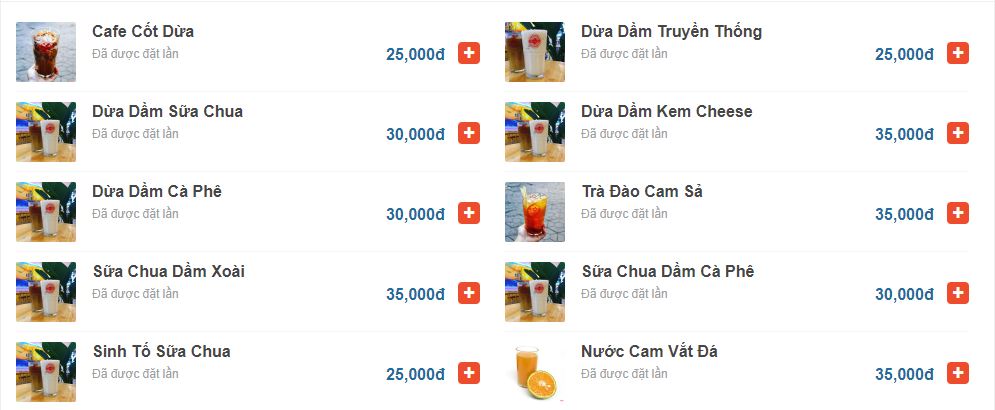 Cafe Cốt Dừa
Đã được đặt lần
25,000đ
Dừa Dầm Truyền Thống
Đã được đặt lần
25,000đ
Dừa Dầm Sữa Chua
Đã được đặt lần
30,000đ
Dừa Dầm Kem Cheese
Đã được đặt lần
35,000đ
Dừa Dầm Cà Phê
Đã được đặt lần
30,000đ
Trà Đào Cam Sả
Đã được đặt lần
35,000đ
Sữa Chua Dầm Xoài
Đã được đặt lần
35,000đ
Sữa Chua Dầm Cà Phê
Đã được đặt lần
30,000đ
Sinh Tố Sữa Chua
Đã được đặt lần
25,000đ
Nước Cam Vắt Đá
Đã được đặt lần
35,000đ